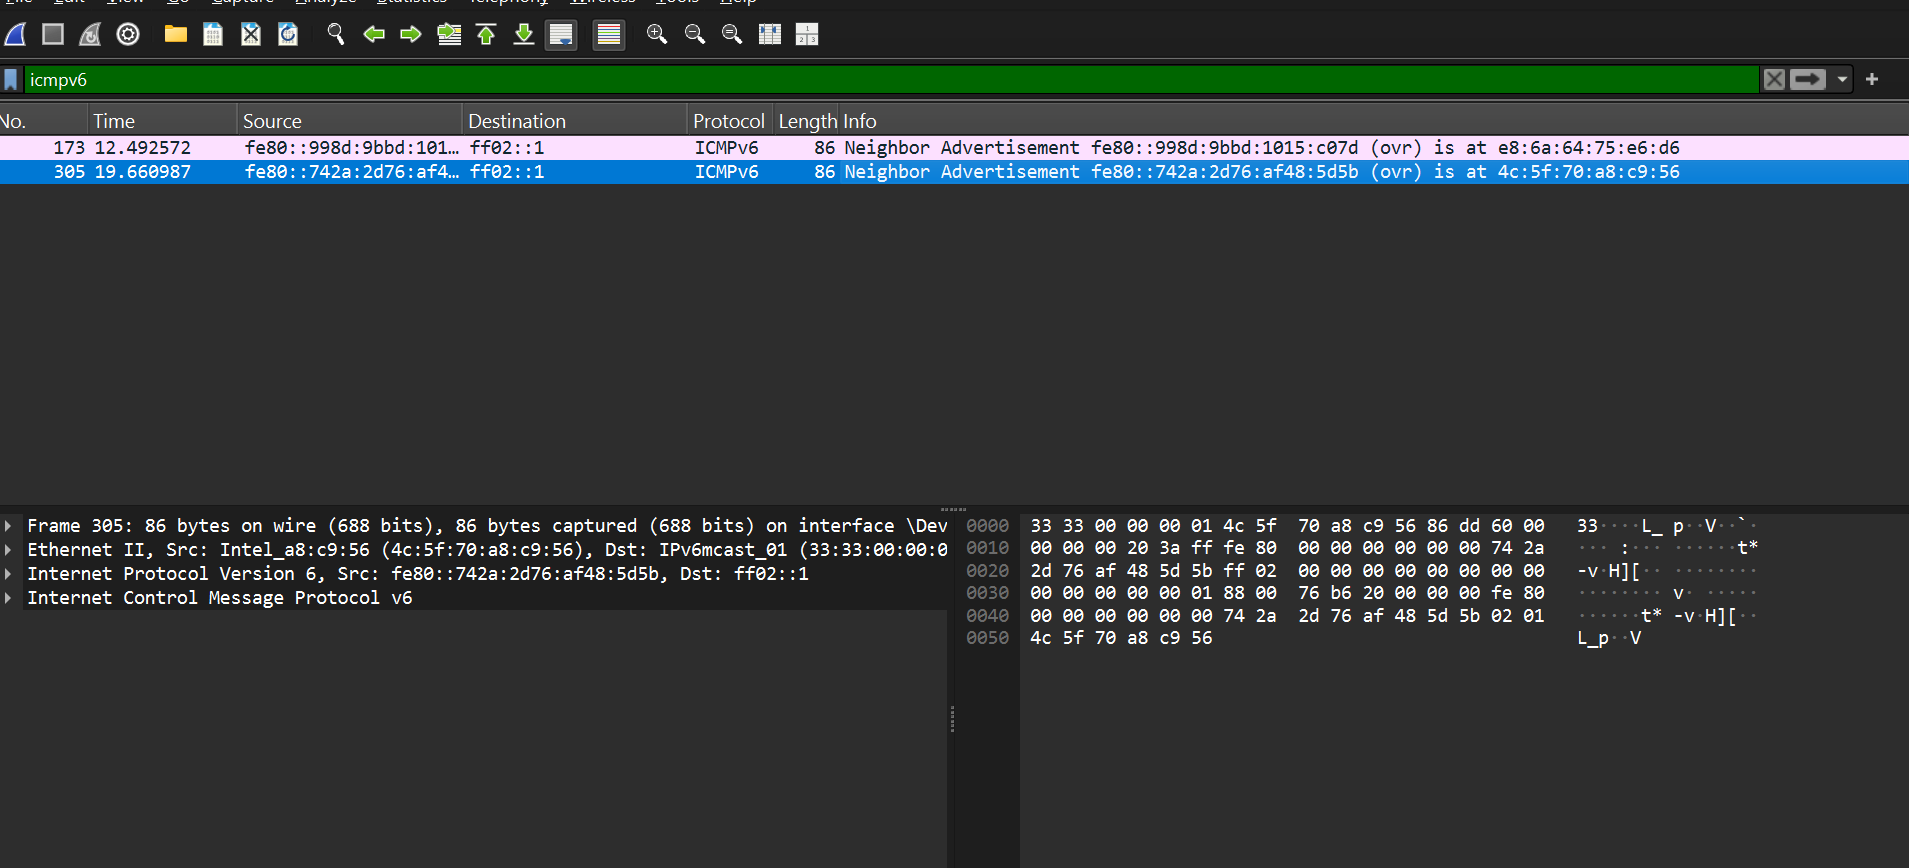 File Edit View Go Capture Analyze Statistics Telephony Wireless Tools Help
icmpv6
No. Time Source Destination Protocol Length Info
173 12.492572 fe80::998d:9bbd:101… ff02::1 ICMPv6 86 Neighbor Advertisement fe80::998d:9bbd:1015:c07d (ovr) is at e8:6a:64:75:e6:d6
305 19.660987 fe80::742a:2d76:af4… ff02::1 ICMPv6 86 Neighbor Advertisement fe80::742a:2d76:af48:5d5b (ovr) is at 4c:5f:70:a8:c9:56
Frame 305: 86 bytes on wire (688 bits), 86 bytes captured (688 bits) on interface \Dev
Ethernet II, Src: Intel_a8:c9:56 (4c:5f:70:a8:c9:56), Dst: IPv6mcast_01 (33:33:00:00:0
Internet Protocol Version 6, Src: fe80::742a:2d76:af48:5d5b, Dst: ff02::1
Internet Control Message Protocol v6
0000 33 33 00 00 00 01 4c 5f 70 a8 c9 56 86 dd 60 00 33····L_ p··V··`·
0010 00 00 00 20 3a ff fe 80 00 00 00 00 00 00 74 2a ··· :··· ······t*
0020 2d 76 af 48 5d 5b ff 02 00 00 00 00 00 00 00 00 -v·H][·· ········
0030 00 00 00 00 00 01 88 00 76 b6 20 00 00 00 fe 80 ········ v· ·····
0040 00 00 00 00 00 00 74 2a 2d 76 af 48 5d 5b 02 01 ······t* -v·H][··
0050 4c 5f 70 a8 c9 56 L_p··V